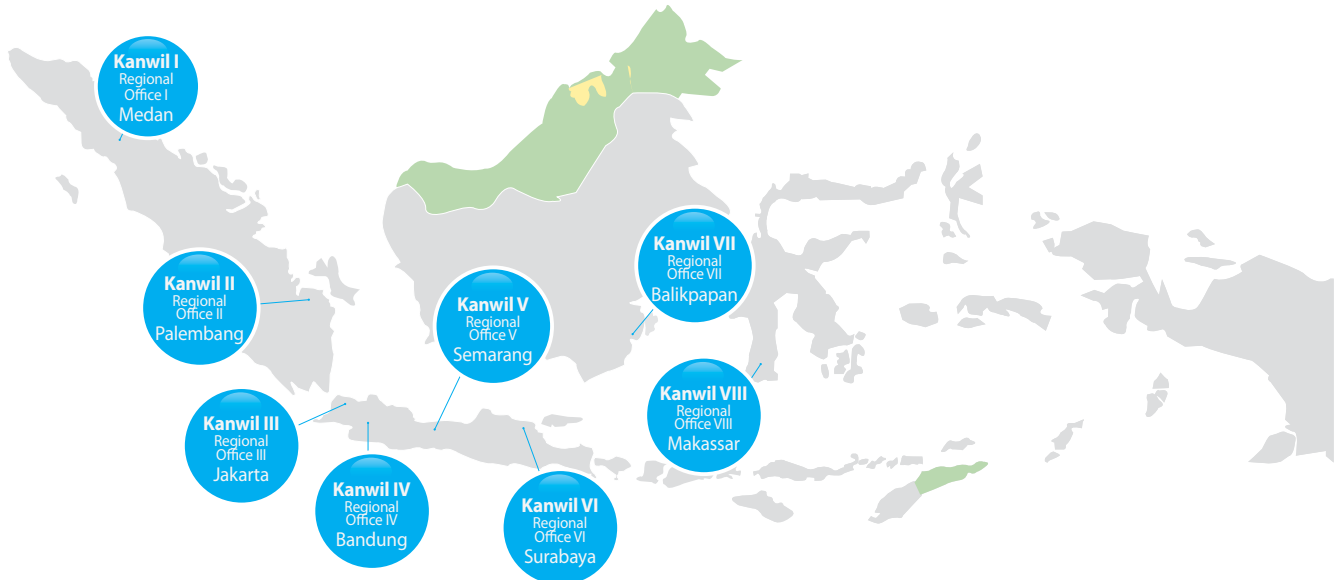 Kanwil I
Regional
Office I
Medan
Kanwil II
Regional
Office II
Palembang
Kanwil III
Regional
Office III
Jakarta
Kanwil IV
Regional
Office IV
Bandung
Kanwil V
Regional
Office V
Semarang
Kanwil VI
Regional
Office VI
Surabaya
Kanwil VII
Regional
Office VII
Balikpapan
Kanwil VIII
Regional
Office VIII
Makassar